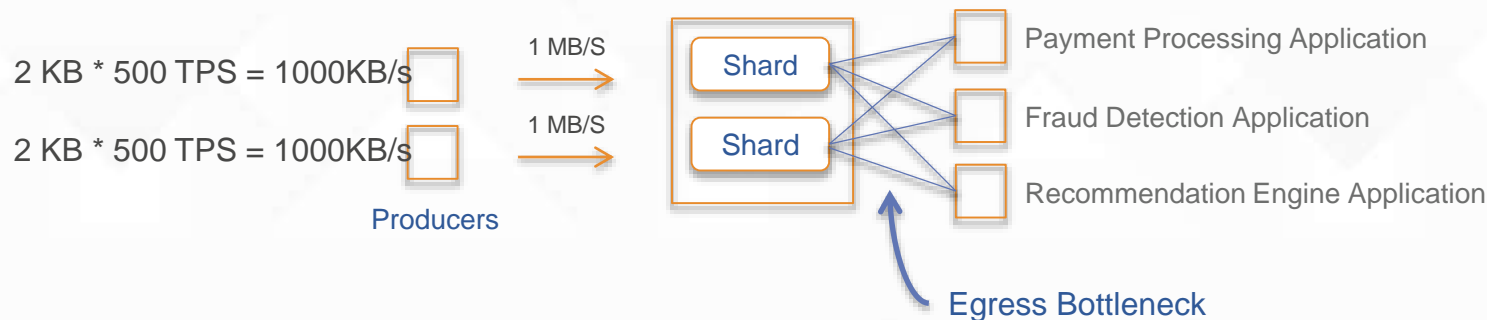 2 KB * 500 TPS = 1000KB/s
1 MB/S
Shard
Payment Processing Application
2 KB * 500 TPS = 1000KB/s
1 MB/S
Shard
Fraud Detection Application
Recommendation Engine Application
Producers
Egress Bottleneck